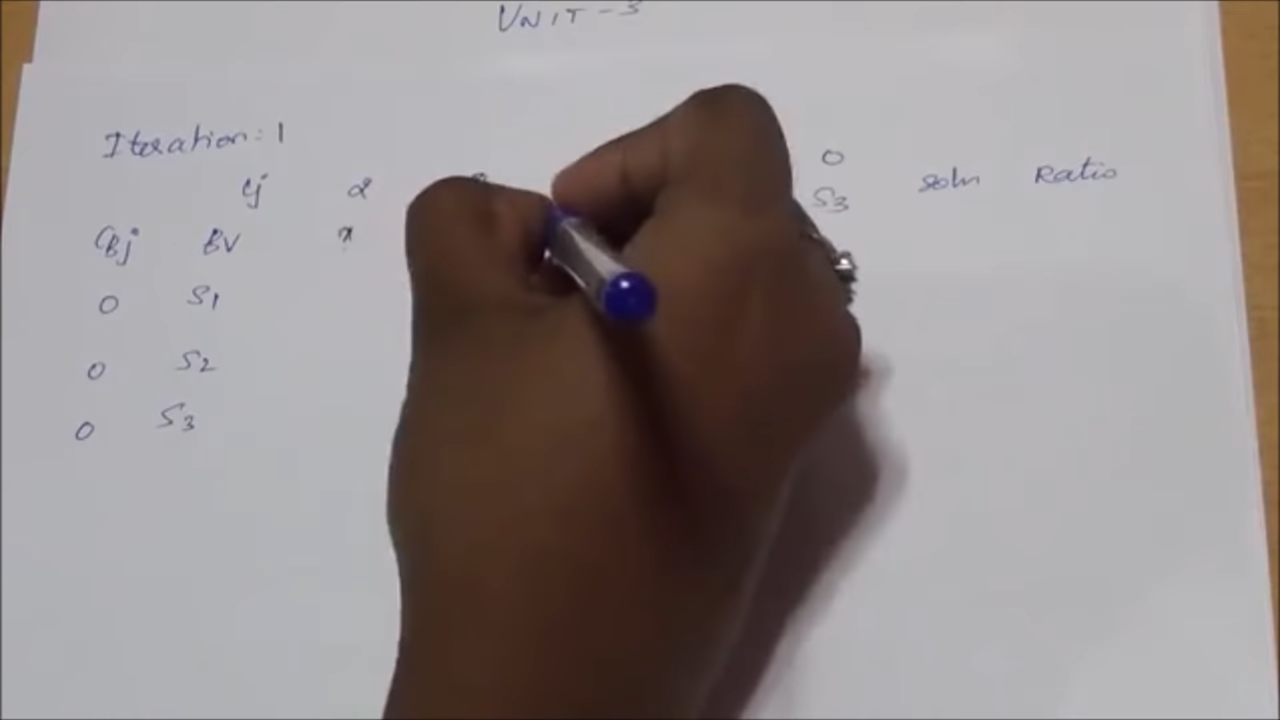 UNIT-3
Iteration: 1
0
Cj 2 soln Ratio
S3
CBj BV x
0 S1
0 S2
0 S3